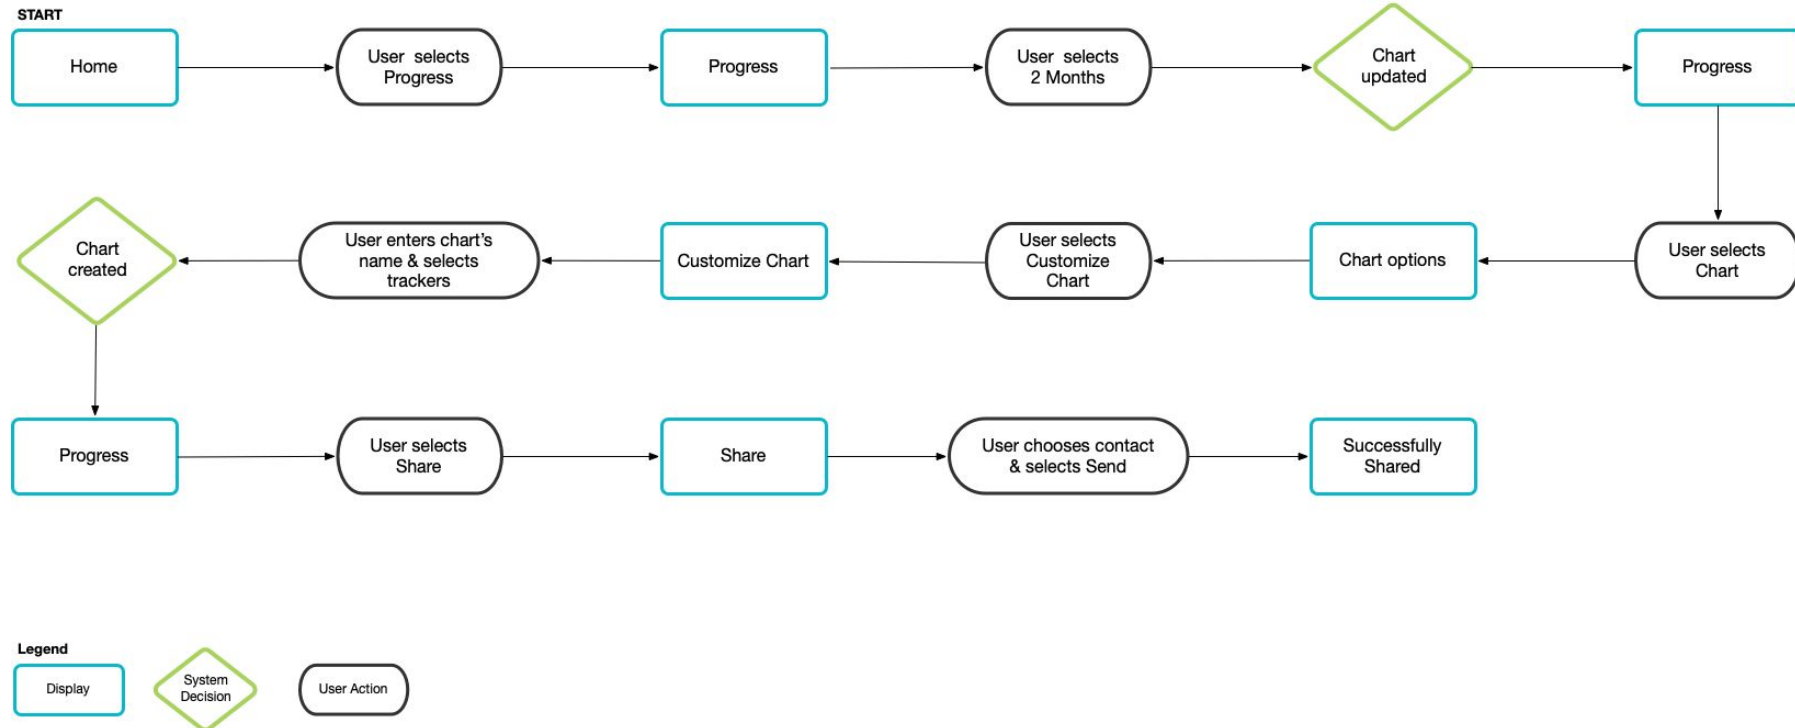 START
Home
User selects
Progress
Progress
User selects
2 Months
Chart
updated
Progress
User selects
Chart
Chart options
User selects
Customize
Chart
Customize Chart
User enters chart's
name & selects
trackers
Chart
created
Progress
User selects
Share
Share
User chooses contact
& selects Send
Successfully
Shared
Legend
Display
System
Decision
User Action